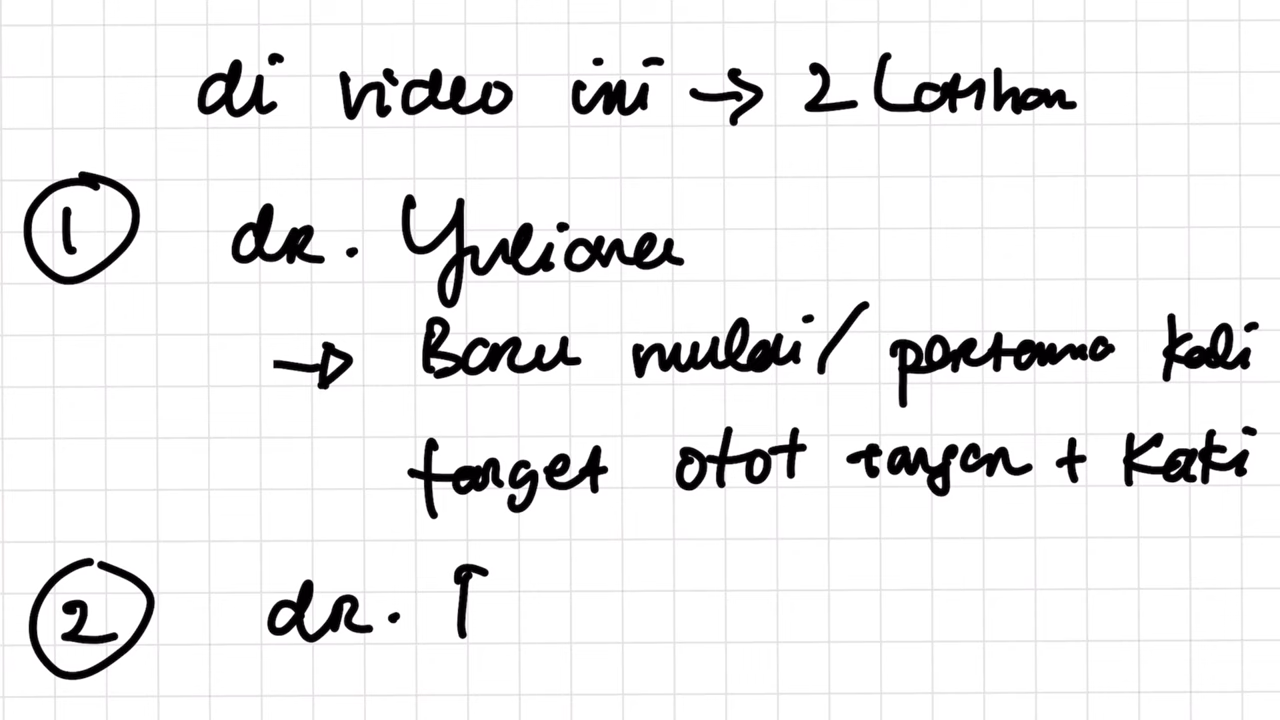 di video ini → 2 Latihan
1 dr. Yuliana
→ Baru mulai/ pertama kali
target otot tangan + Kaki
2 dr.